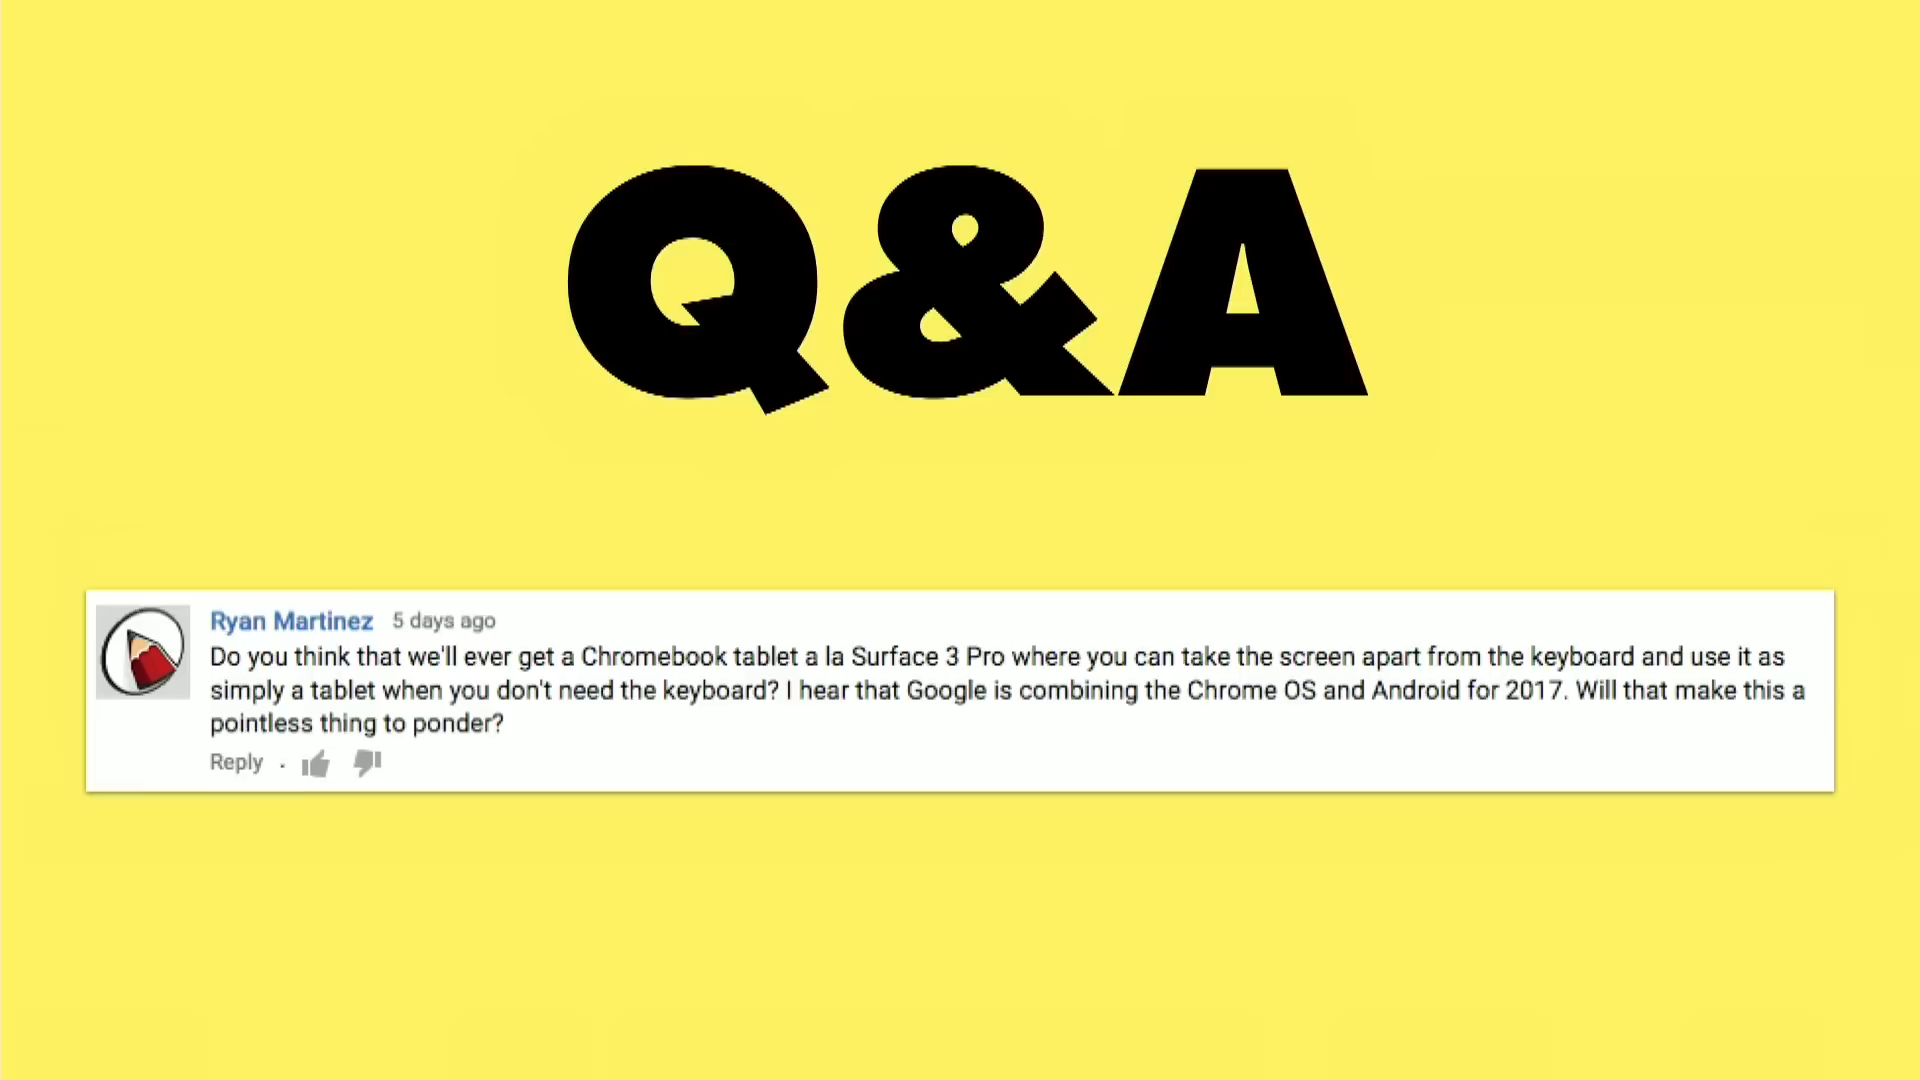 Q&A
Ryan Martinez 5 days ago
Do you think that we'll ever get a Chromebook tablet a la Surface 3 Pro where you can take the screen apart from the keyboard and use it as
simply a tablet when you don't need the keyboard? I hear that Google is combining the Chrome OS and Android for 2017. Will that make this a
pointless thing to ponder?
Reply ·